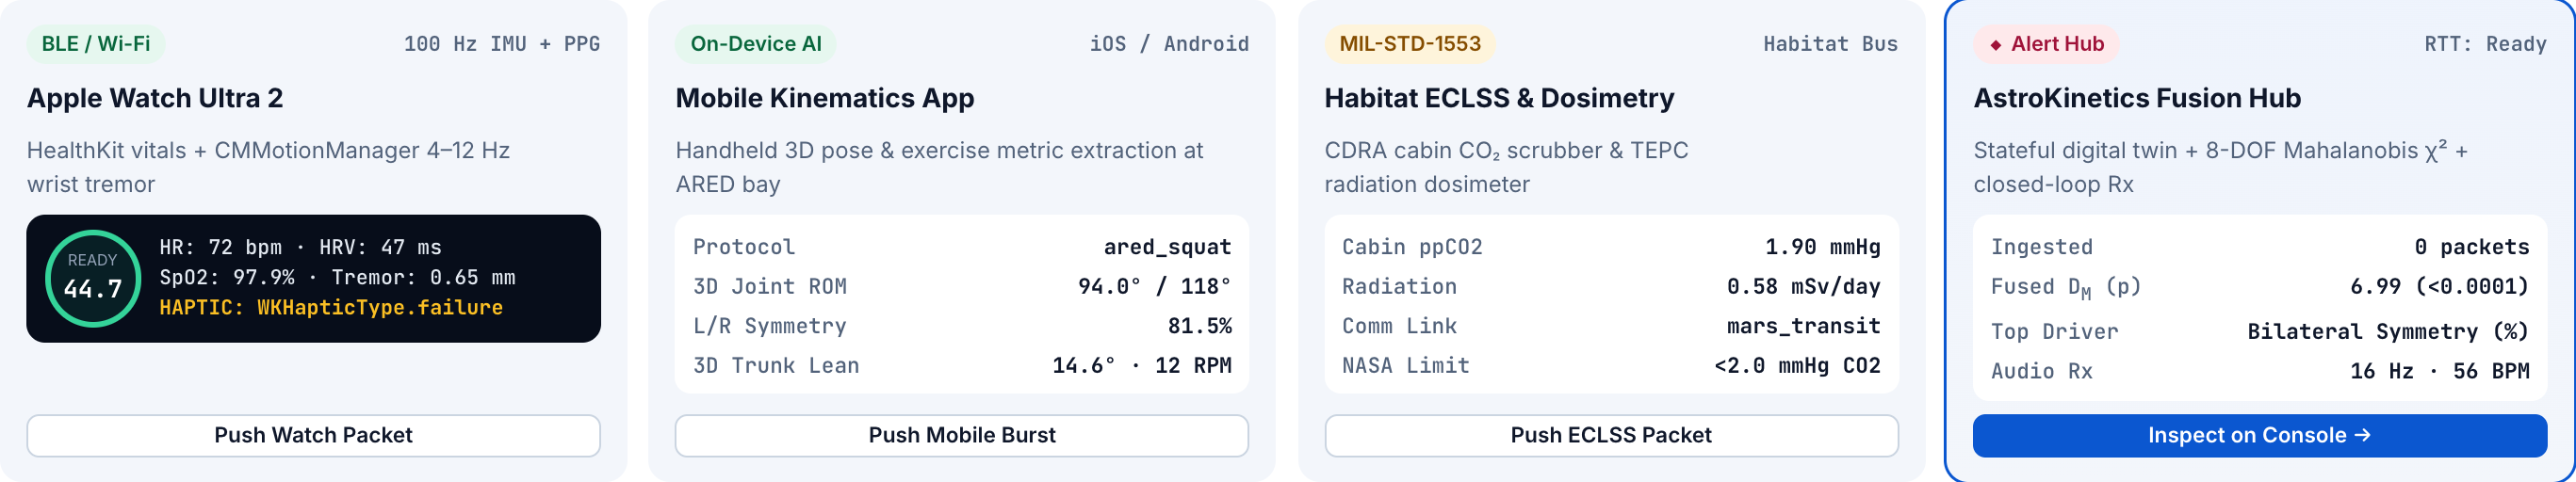 BLE / Wi-Fi
100 Hz IMU + PPG
Apple Watch Ultra 2
HealthKit vitals + CMMotionManager 4–12 Hz
wrist tremor
READY
44.7
HR: 72 bpm · HRV: 47 ms
SpO2: 97.9% · Tremor: 0.65 mm
HAPTIC: WKHapticType.failure
Push Watch Packet
On-Device AI
iOS / Android
Mobile Kinematics App
Handheld 3D pose & exercise metric extraction at
ARED bay
Protocol ared_squat
3D Joint ROM 94.0° / 118°
L/R Symmetry 81.5%
3D Trunk Lean 14.6° · 12 RPM
Push Mobile Burst
MIL-STD-1553
Habitat Bus
Habitat ECLSS & Dosimetry
CDRA cabin CO₂ scrubber & TEPC
radiation dosimeter
Cabin ppCO2 1.90 mmHg
Radiation 0.58 mSv/day
Comm Link mars_transit
NASA Limit <2.0 mmHg CO2
Push ECLSS Packet
◆ Alert Hub
RTT: Ready
AstroKinetics Fusion Hub
Stateful digital twin + 8-DOF Mahalanobis χ² +
closed-loop Rx
Ingested 0 packets
Fused D_M (p) 6.99 (<0.0001)
Top Driver Bilateral Symmetry (%)
Audio Rx 16 Hz · 56 BPM
Inspect on Console →